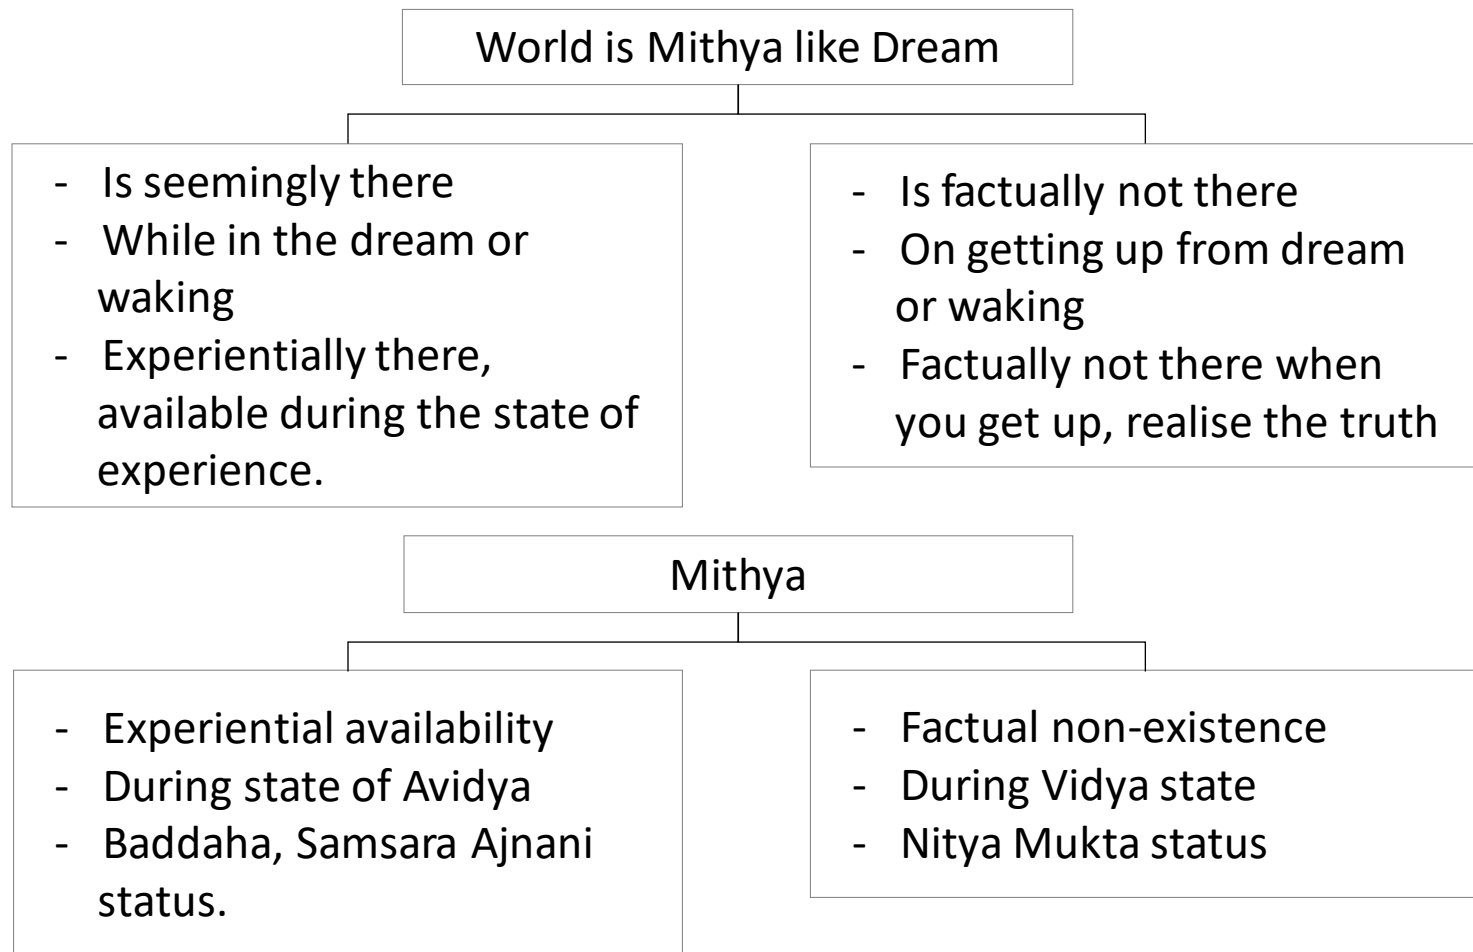 World is Mithya like Dream
- Is seemingly there
- While in the dream or
waking
- Experientially there,
available during the state of
experience.
- Is factually not there
- On getting up from dream
or waking
- Factually not there when
you get up, realise the truth
Mithya
- Experiential availability
- During state of Avidya
- Baddaha, Samsara Ajnani
status.
- Factual non-existence
- During Vidya state
- Nitya Mukta status